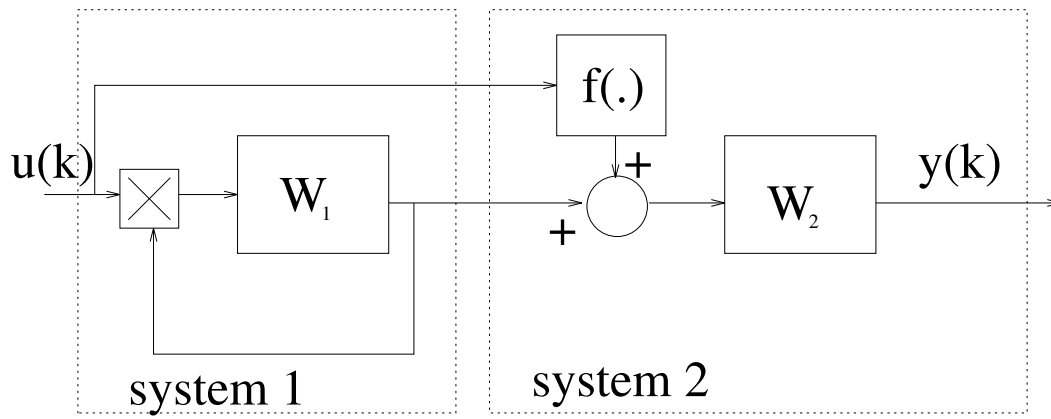 f(.)
+
u(k)
W₁
+
W₂
y(k)
system 1
system 2